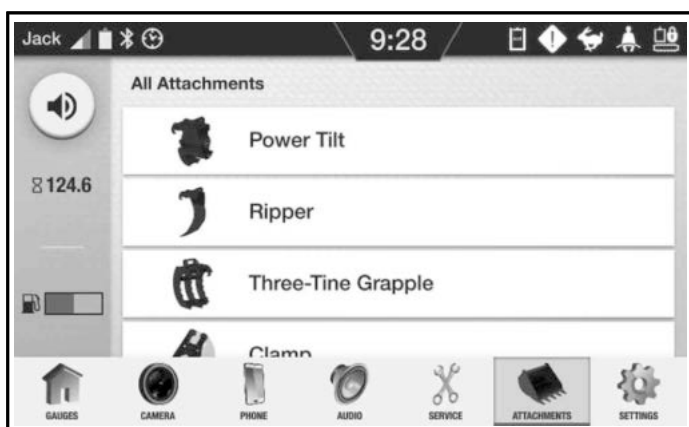 Jack 9:28
All Attachments
Power Tilt
124.6
Ripper
Three-Tine Grapple
Clamp
GAUGES CAMERA PHONE AUDIO SERVICE ATTACHMENTS SETTINGS